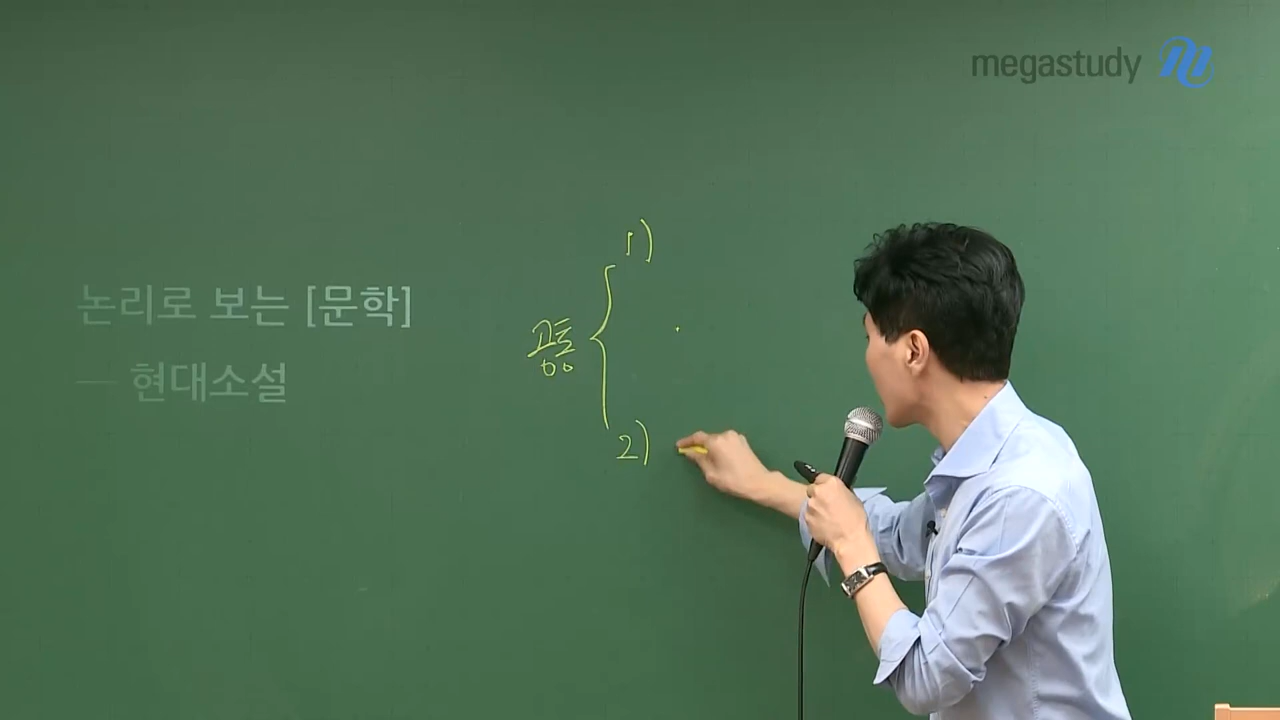 megastudy
논리로 보는 [문학]
— 현대소설
1)
공통
2)